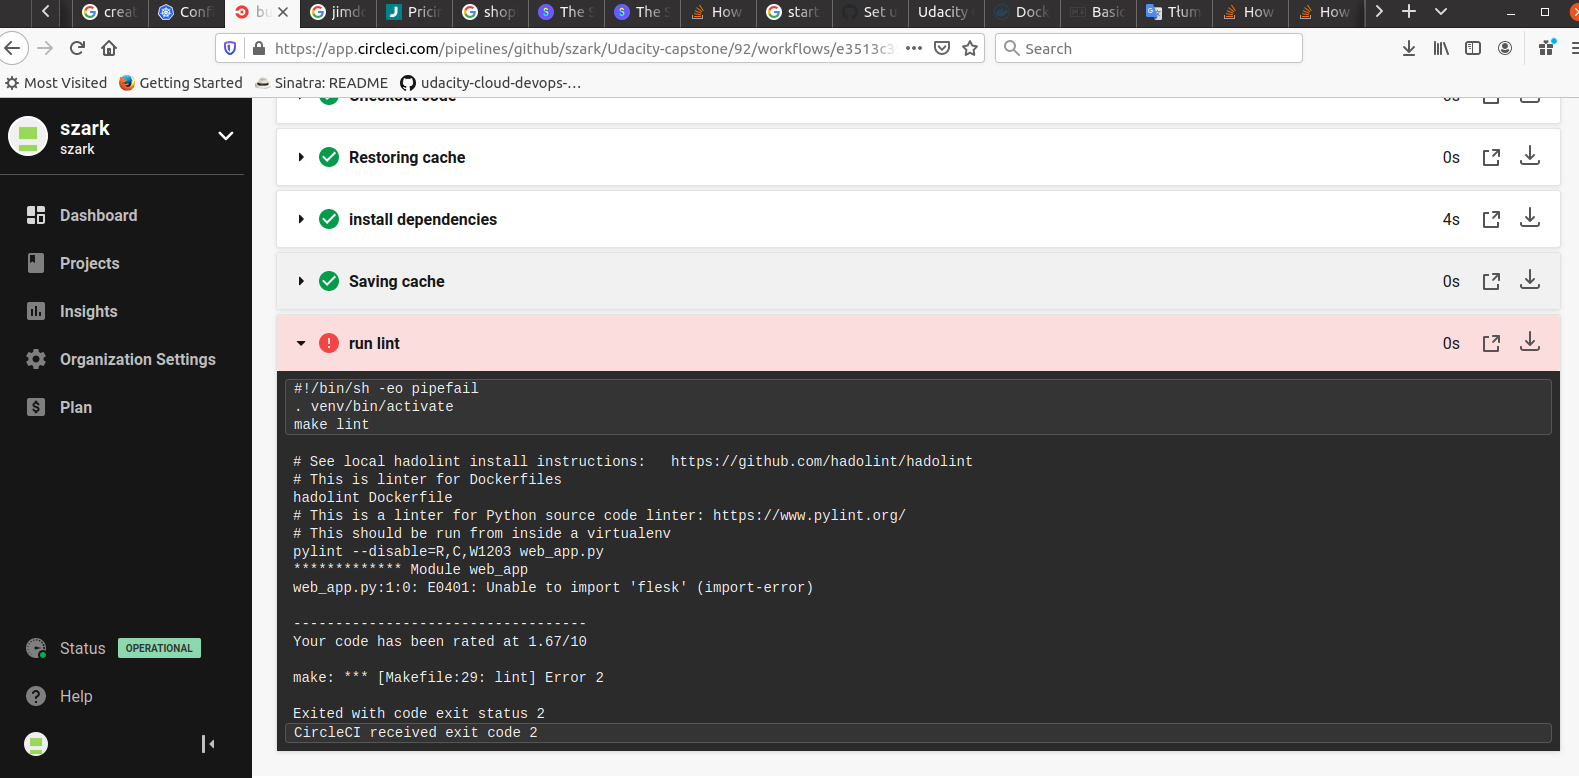 creat
Confi
bu
jimdo
Pricin
shop
The S
The S
How
start
Set u
Udacity
Dock
Basic
Tłum
How
How
https://app.circleci.com/pipelines/github/szark/Udacity-capstone/92/workflows/e3513c3
Search
Most Visited
Getting Started
Sinatra: README
udacity-cloud-devops-...
szark
szark
Dashboard
Projects
Insights
Organization Settings
Plan
Status OPERATIONAL
Help
Checkout code 0s
Restoring cache 0s
install dependencies 4s
Saving cache 0s
run lint 0s
#!/bin/sh -eo pipefail
. venv/bin/activate
make lint
# See local hadolint install instructions:   https://github.com/hadolint/hadolint
# This is linter for Dockerfiles
hadolint Dockerfile
# This is a linter for Python source code linter: https://www.pylint.org/
# This should be run from inside a virtualenv
pylint --disable=R,C,W1203 web_app.py
************* Module web_app
web_app.py:1:0: E0401: Unable to import 'flesk' (import-error)
-----------------------------------
Your code has been rated at 1.67/10
make: *** [Makefile:29: lint] Error 2
Exited with code exit status 2
CircleCI received exit code 2